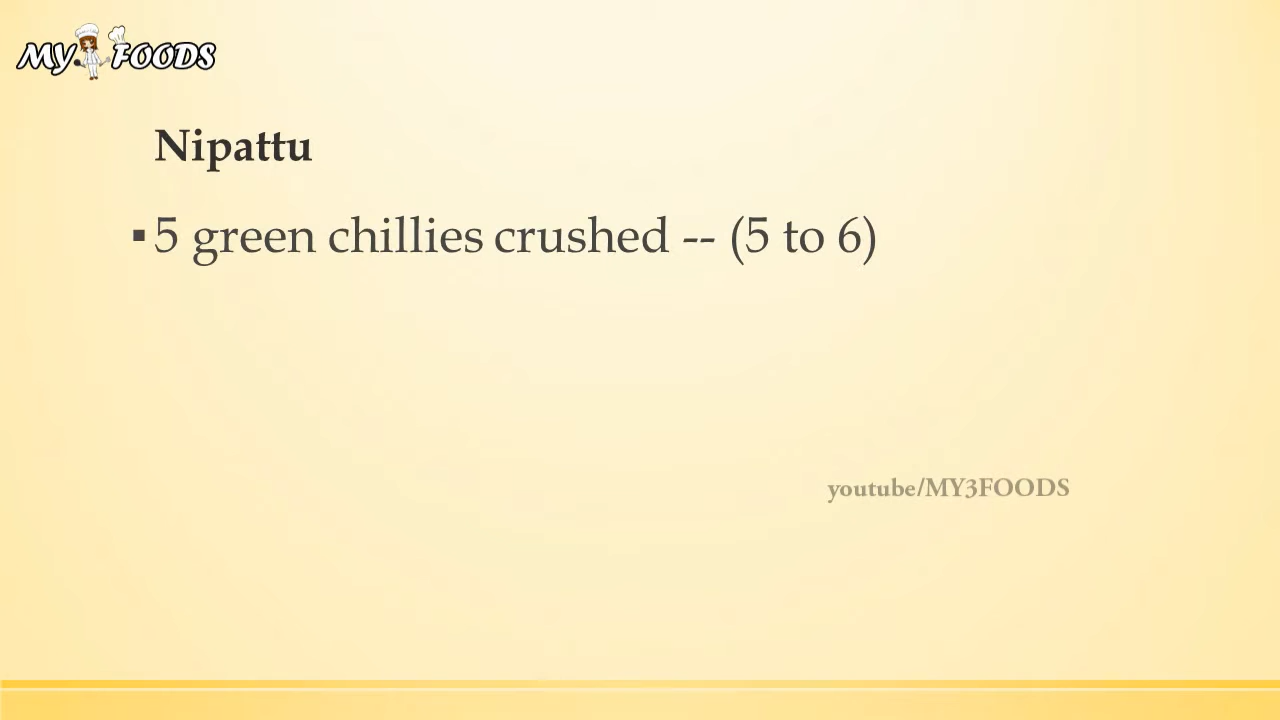 MY FOODS
Nipattu
▪ 5 green chillies crushed -- (5 to 6)
youtube/MY3FOODS